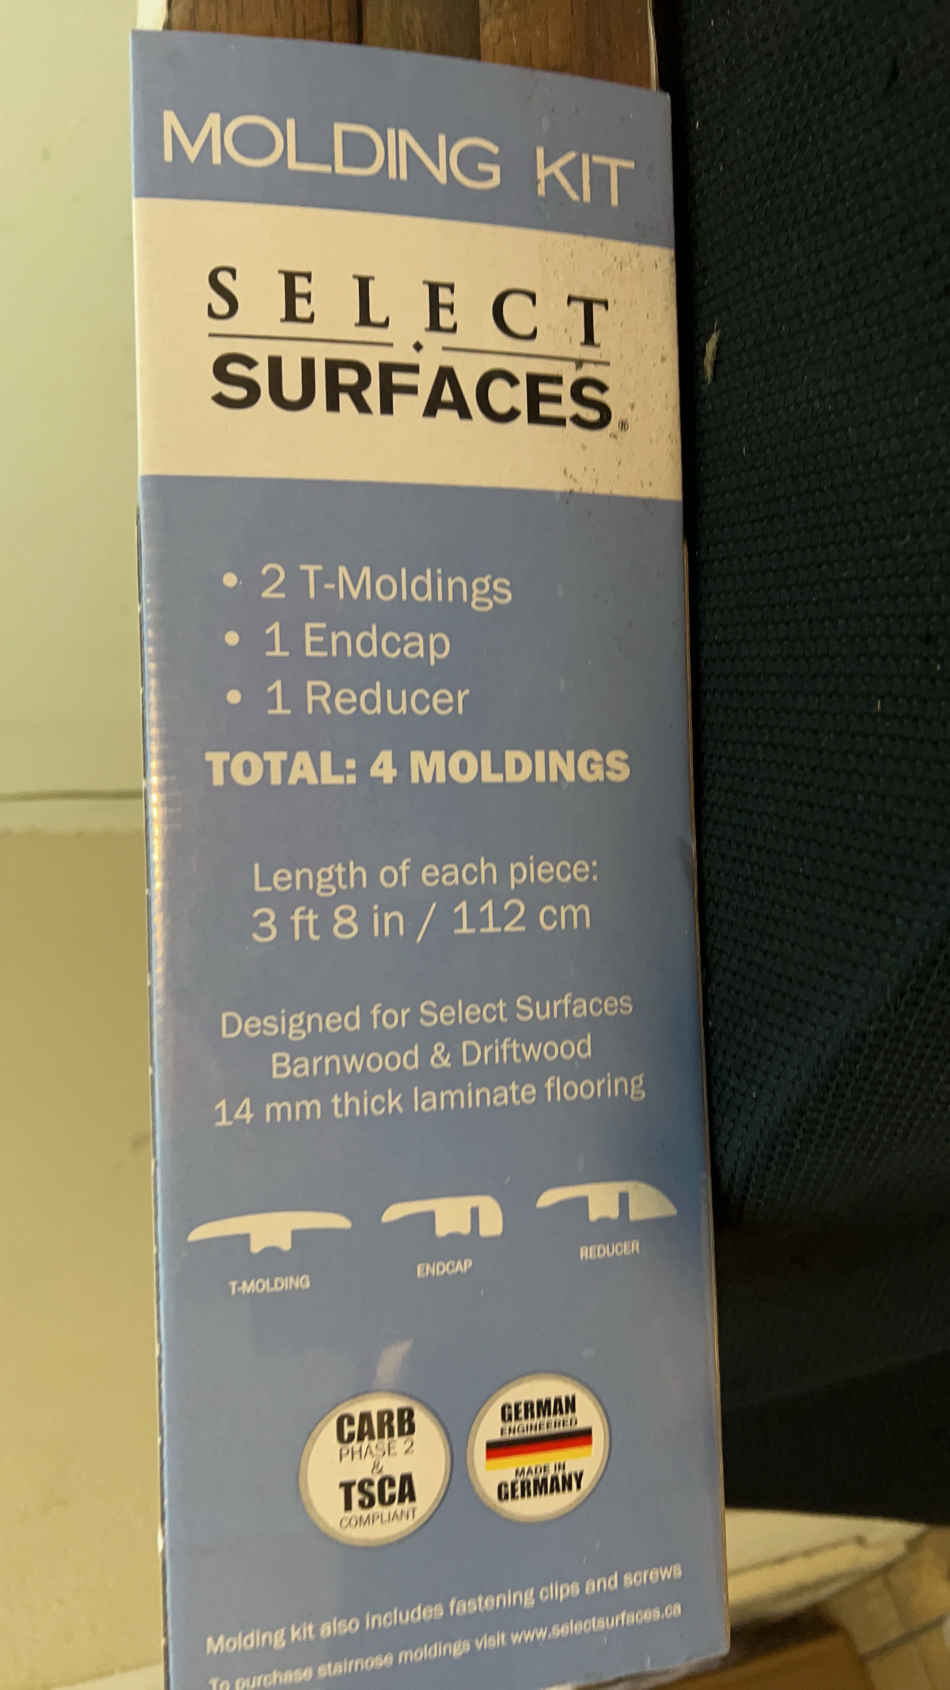 MOLDING KIT
SELECT
SURFACES®
• 2 T-Moldings
• 1 Endcap
• 1 Reducer
TOTAL: 4 MOLDINGS
Length of each piece:
3 ft 8 in / 112 cm
Designed for Select Surfaces
Barnwood & Driftwood
14 mm thick laminate flooring
T-MOLDING
ENDCAP
REDUCER
CARB
PHASE 2
&
TSCA
COMPLIANT
GERMAN
ENGINEERED
MADE IN
GERMANY
Molding kit also includes fastening clips and screws
To purchase stairnose moldings visit www.selectsurfaces.ca